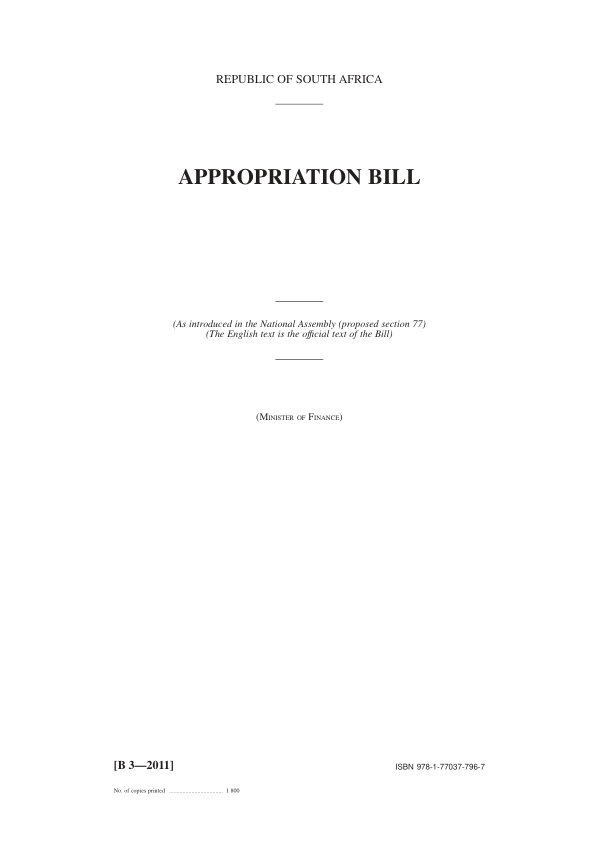 REPUBLIC OF SOUTH AFRICA
APPROPRIATION BILL
(As introduced in the National Assembly (proposed section 77)
(The English text is the official text of the Bill)
(Minister of Finance)
[B 3—2011]
ISBN 978-1-77037-796-7
No. of copies printed ....................................... 1 800